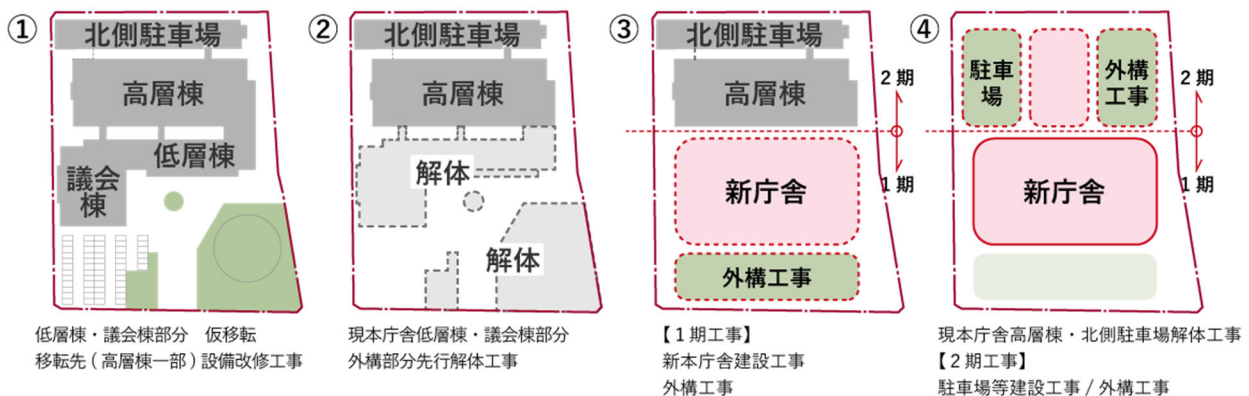 ①
北側駐車場
高層棟
低層棟
議会
棟
低層棟・議会棟部分　仮移転
移転先(高層棟一部)設備改修工事
②
北側駐車場
高層棟
解体
解体
現本庁舎低層棟・議会棟部分
外構部分先行解体工事
③
北側駐車場
高層棟
2期
1期
新庁舎
外構工事
【1期工事】
新本庁舎建設工事
外構工事
④
駐車
場
外構
工事
2期
1期
新庁舎
現本庁舎高層棟・北側駐車場解体工事
【2期工事】
駐車場等建設工事/外構工事